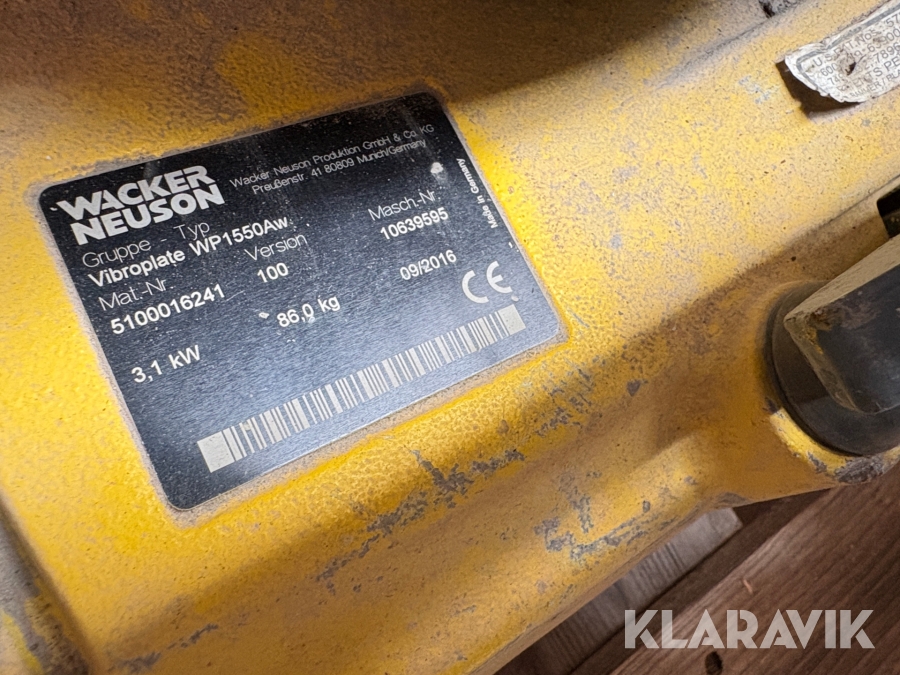 WACKER
NEUSON
Wacker Neuson Produktion GmbH & Co. KG
Preußenstr. 41 80809 Munich/Germany
Gruppe - Typ
Vibroplate WP1550Aw
Masch-Nr.
10639595
Mat.-Nr.
Version
5100016241
100
09/2016
86,0 kg
3,1 kW
CE
Made in Germany
KLARAVIK